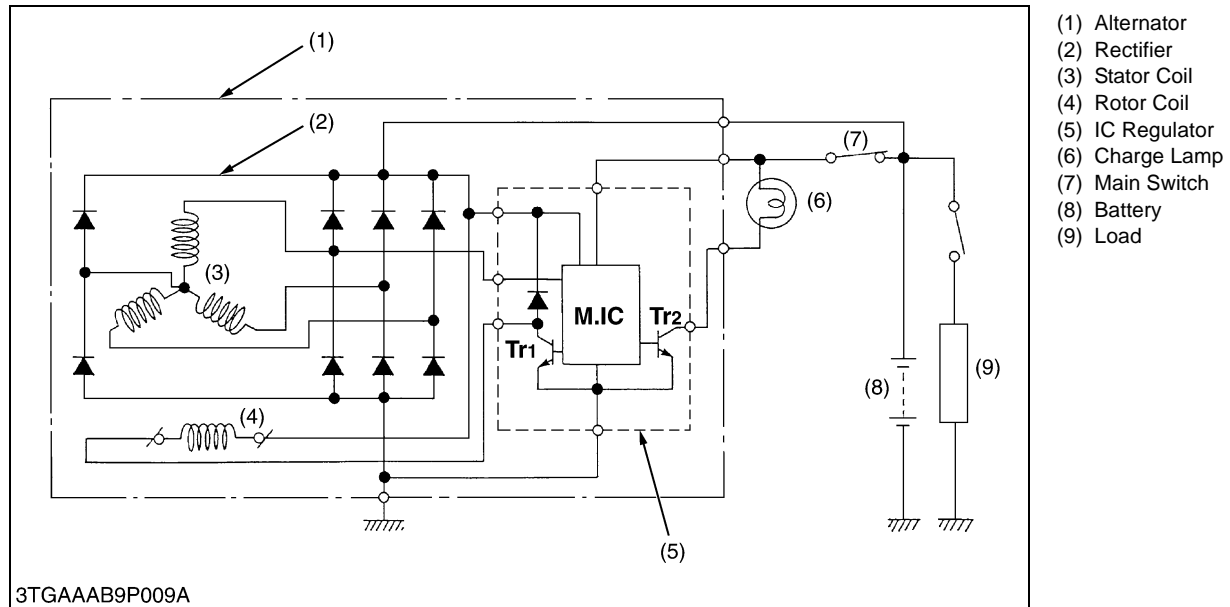 (1)
(2)
(3)
(4)
M.IC
Tr1
Tr2
(5)
(6)
(7)
(8)
(9)
3TGAAAB9P009A
(1) Alternator
(2) Rectifier
(3) Stator Coil
(4) Rotor Coil
(5) IC Regulator
(6) Charge Lamp
(7) Main Switch
(8) Battery
(9) Load